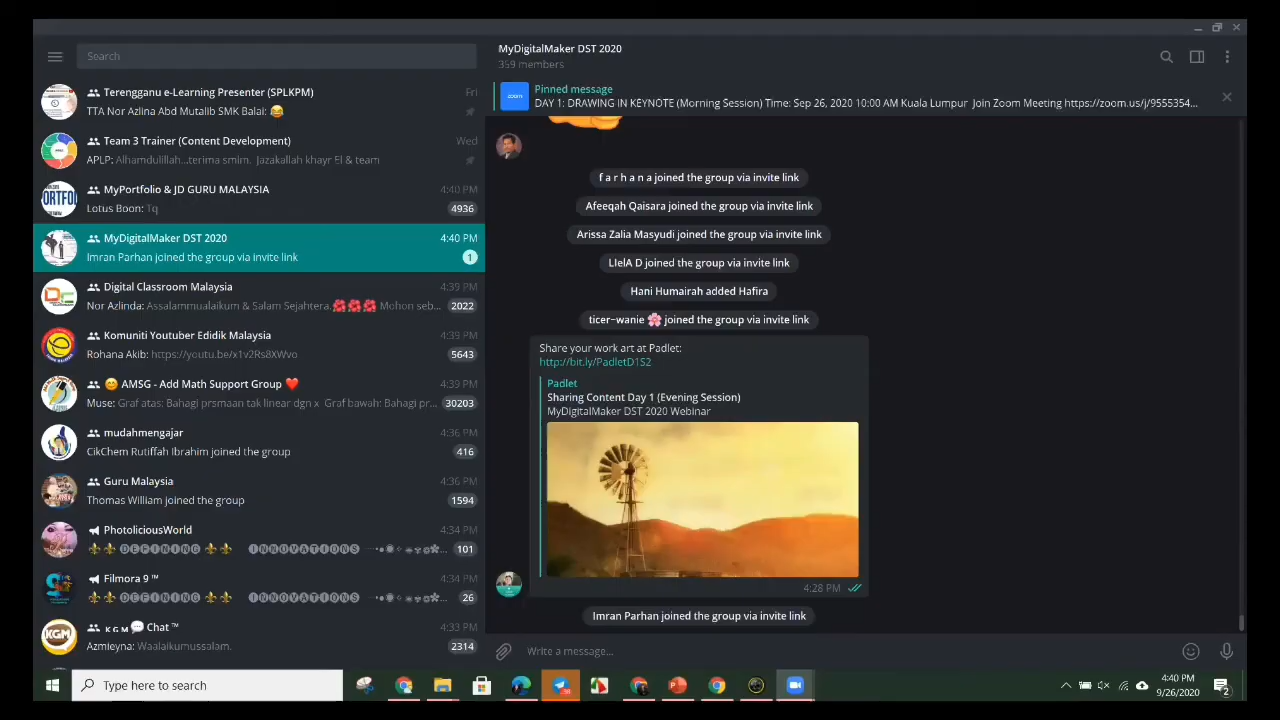 Search
Terengganu e-Learning Presenter (SPLKPM)
Fri
TTA Nor Azlina Abd Mutalib SMK Balai: 😂
Team 3 Trainer (Content Development)
Wed
APLP: Alhamdulillah...terima smim. Jazakallah khayr El & team
MyPortfolio & JD GURU MALAYSIA
4:40 PM
Lotus Boon: Tq
4936
MyDigitalMaker DST 2020
4:40 PM
Imran Parhan joined the group via invite link
1
Digital Classroom Malaysia
4:39 PM
Nor Azlinda: Assalammualaikum & Salam Sejahtera.🌺🌺🌺 Mohon seb...
2022
Komuniti Youtuber Edidik Malaysia
4:39 PM
Rohana Akib: https://youtu.be/x1v2Rs8XWvo
5643
😊 AMSG - Add Math Support Group ❤️
4:39 PM
Muse: Graf atas: Bahagi prsmaan tak linear dgn x Graf bawah: Bahagi pr...
30203
mudahmengajar
4:36 PM
CikChem Rutiffah Ibrahim joined the group
416
Guru Malaysia
4:36 PM
Thomas William joined the group
1594
PhotoliciousWorld
4:34 PM
⚜⚜ 🅓🅔🅕🅘🅝🅘🅝🅖 ⚜⚜ 🅘🅝🅝🅞🅥🅐🅣🅘🅞🅝🅢
101
Filmora 9 ™
4:34 PM
⚜⚜ 🅓🅔🅕🅘🅝🅘🅝🅖 ⚜⚜ 🅘🅝🅝🅞🅥🅐🅣🅘🅞🅝🅢
26
KGM
ᴋ ɢ ᴍ 💬 Chat ™
4:33 PM
Azmieyna: Waalaikumussalam.
2314
MyDigitalMaker DST 2020
359 members
zoom
Pinned message
DAY 1: DRAWING IN KEYNOTE (Morning Session) Time: Sep 26, 2020 10:00 AM Kuala Lumpur Join Zoom Meeting https://zoom.us/j/9555354...
f a r h a n a joined the group via invite link
Afeeqah Qaisara joined the group via invite link
Arissa Zalia Masyudi joined the group via invite link
LIelA D joined the group via invite link
Hani Humairah added Hafira
ticer~wanie 🌸 joined the group via invite link
Share your work art at Padlet:
http://bit.ly/PadletD1S2
Padlet
Sharing Content Day 1 (Evening Session)
MyDigitalMaker DST 2020 Webinar
4:28 PM
Imran Parhan joined the group via invite link
Write a message...
Type here to search
4:40 PM
9/26/2020
2